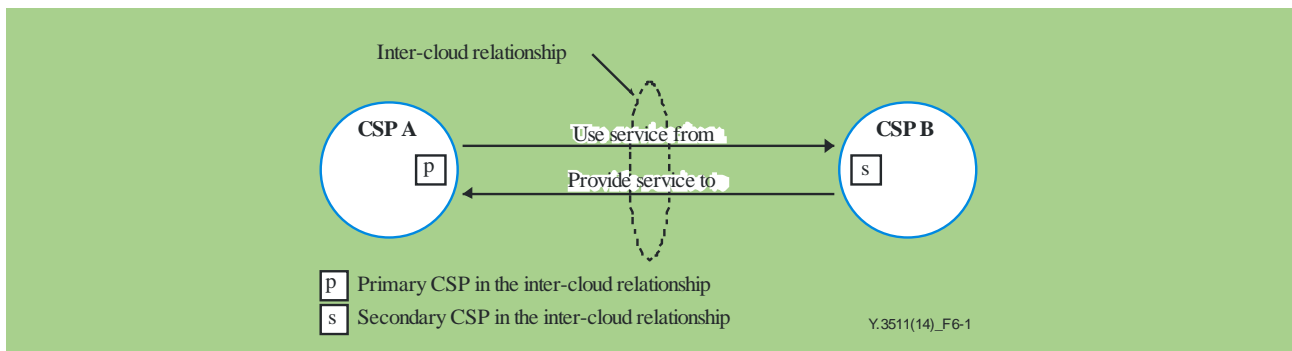 Inter-cloud relationship
CSP A
CSP B
Use service from
p
s
Provide service to
p Primary CSP in the inter-cloud relationship
s Secondary CSP in the inter-cloud relationship
Y.3511(14)_F6-1